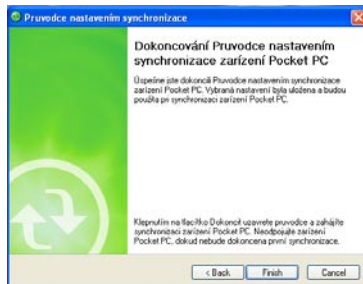 Pruvodce nastavením synchronizace
Dokoncování Pruvodce nastavením
synchronizace zarízení Pocket PC
Úspešne jste dokoncili Pruvodce nastavením synchronizace
zarízení Pocket PC. Vybraná nastavení byla uložena a budou
použita pri synchronizaci zarízení Pocket PC.
Klepnutím na tlacítko Dokoncit uzavrete pruvodce a zahájíte
synchronizaci zarízení Pocket PC. Neodpojujte zarízení
Pocket PC, dokud nebude dokoncena první synchronizace.
< Back Finish Cancel